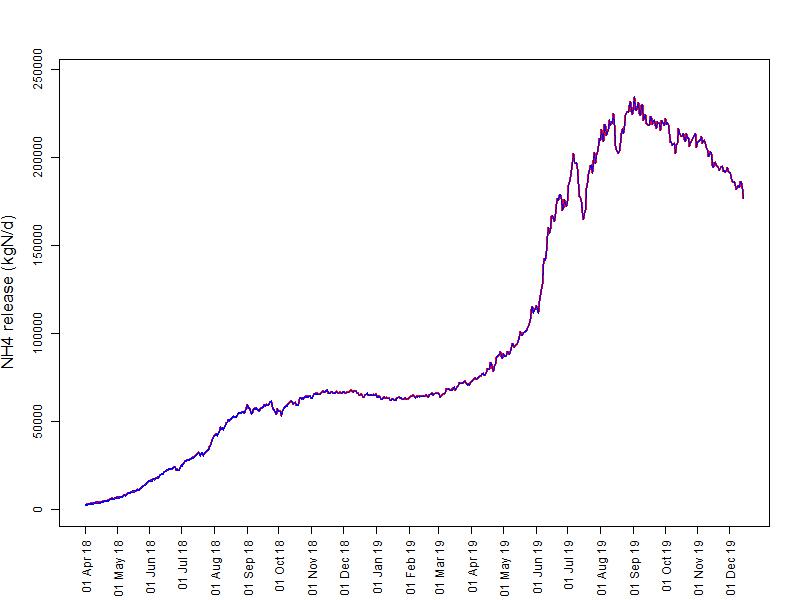 NH4 release (kgN/d)
250000
200000
150000
100000
50000
0
01 Apr 18
01 May 18
01 Jun 18
01 Jul 18
01 Aug 18
01 Sep 18
01 Oct 18
01 Nov 18
01 Dec 18
01 Jan 19
01 Feb 19
01 Mar 19
01 Apr 19
01 May 19
01 Jun 19
01 Jul 19
01 Aug 19
01 Sep 19
01 Oct 19
01 Nov 19
01 Dec 19